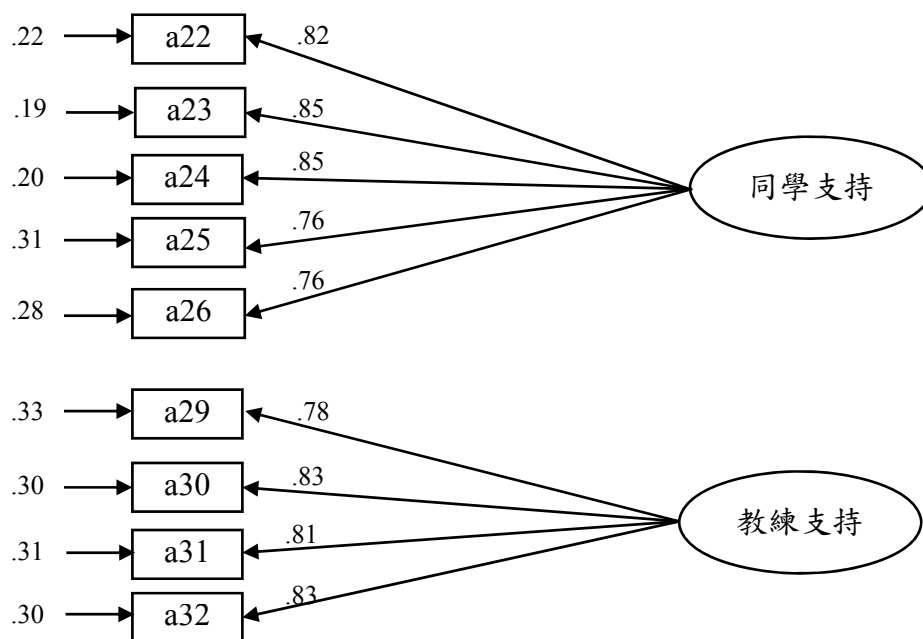 .22 a22 .82
.19 a23 .85
.20 a24 .85
同學支持
.31 a25 .76
.28 a26 .76
.33 a29 .78
.30 a30 .83
教練支持
.31 a31 .81
.30 a32 .83